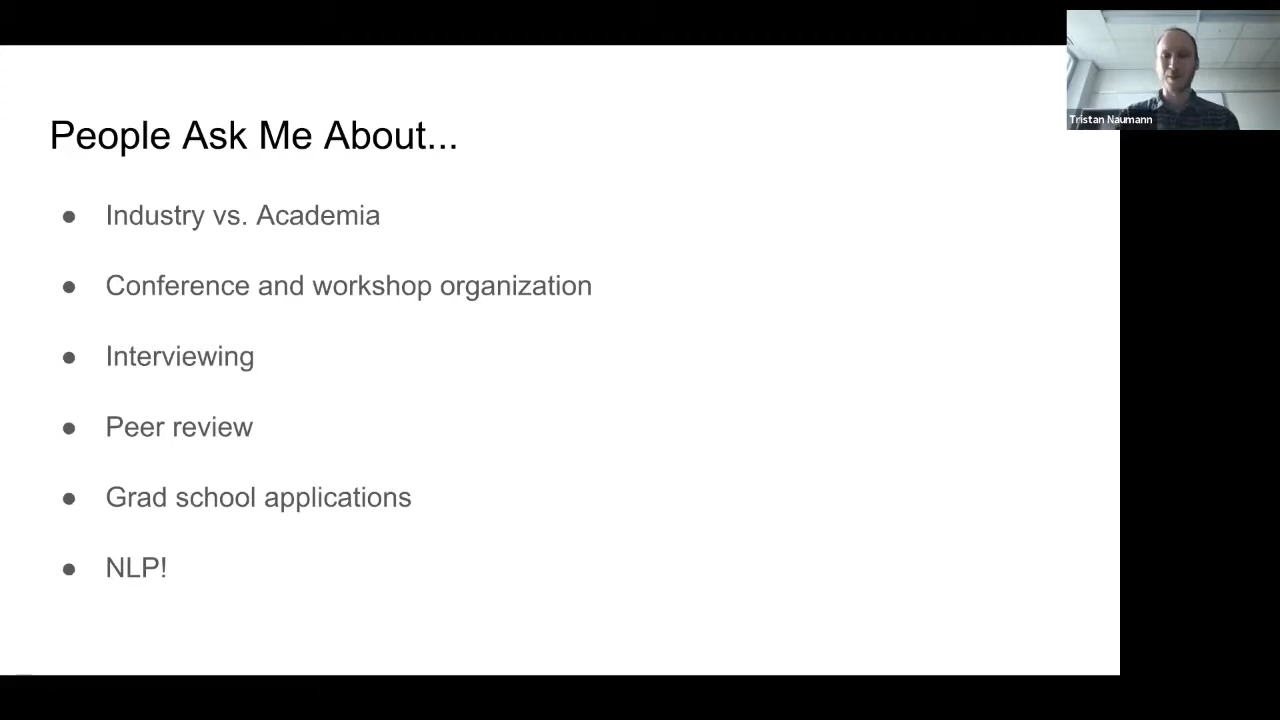 People Ask Me About...
● Industry vs. Academia
● Conference and workshop organization
● Interviewing
● Peer review
● Grad school applications
● NLP!
Tristan Naumann